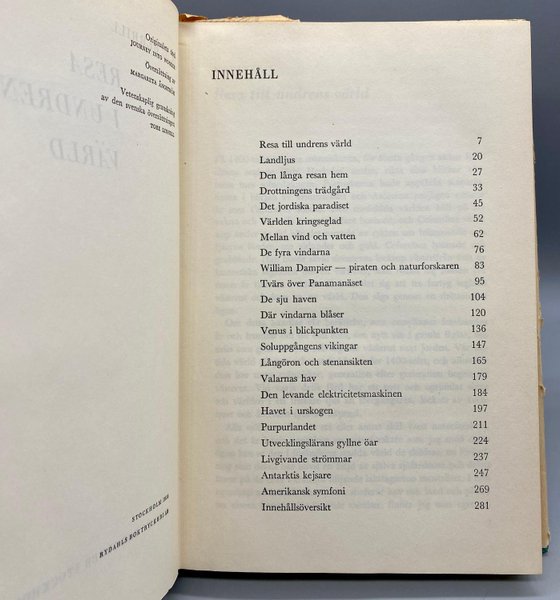 Originalets titel
JOURNEY INTO WONDER
Översättning av
Vetenskaplig granskning
av den svenska översättningen
STOCKHOLM
RYDAHLS BOKTRYCKERI AB
INNEHÅLL
Resa till undrens värld 7
Landljus 20
Den långa resan hem 27
Drottningens trädgård 33
Det jordiska paradiset 45
Världen kringseglad 52
Mellan vind och vatten 62
De fyra vindarna 76
William Dampier — piraten och naturforskaren 83
Tvärs över Panamanäset 95
De sju haven 104
Där vindarna blåser 120
Venus i blickpunkten 136
Soluppgångens vikingar 147
Långöron och stenansikten 165
Valarnas hav 179
Den levande elektricitetsmaskinen 184
Havet i urskogen 197
Purpurlandet 211
Utvecklingslärans gyllne öar 224
Livgivande strömmar 237
Antarktis kejsare 247
Amerikansk symfoni 269
Innehållsöversikt 281